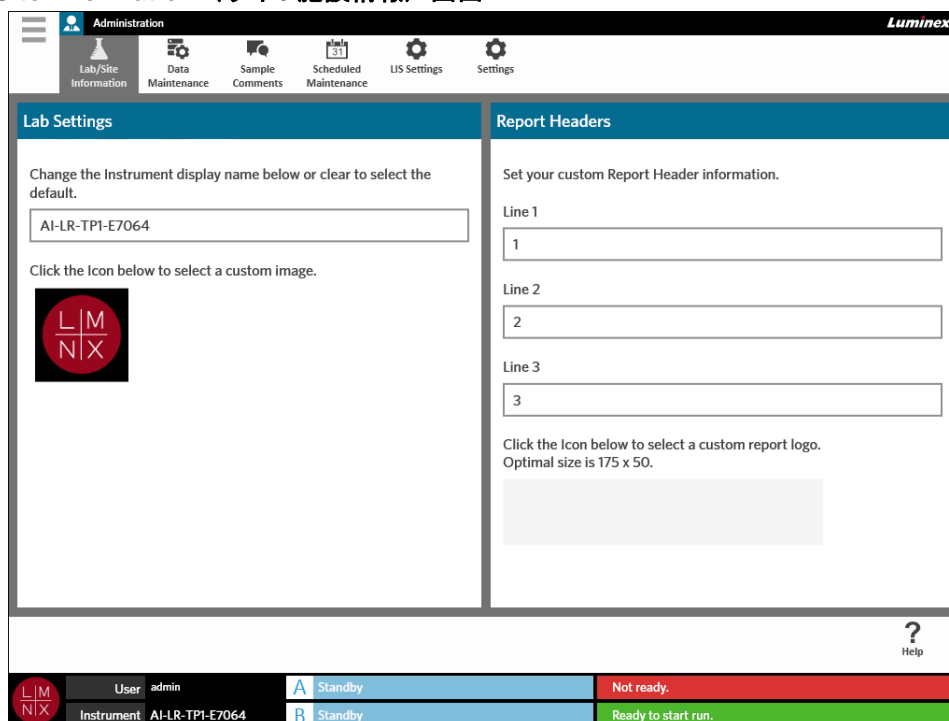 Administration
Luminex
Lab/Site
Information
Data
Maintenance
Sample
Comments
31
Scheduled
Maintenance
LIS Settings
Settings
Lab Settings
Change the Instrument display name below or clear to select the
default.
AI-LR-TP1-E7064
Click the Icon below to select a custom image.
L M
N X
Report Headers
Set your custom Report Header information.
Line 1
1
Line 2
2
Line 3
3
Click the Icon below to select a custom report logo.
Optimal size is 175 x 50.
?
Help
L M
N X
User admin
A Standby
Not ready.
Instrument AI-LR-TP1-E7064
B Standby
Ready to start run.